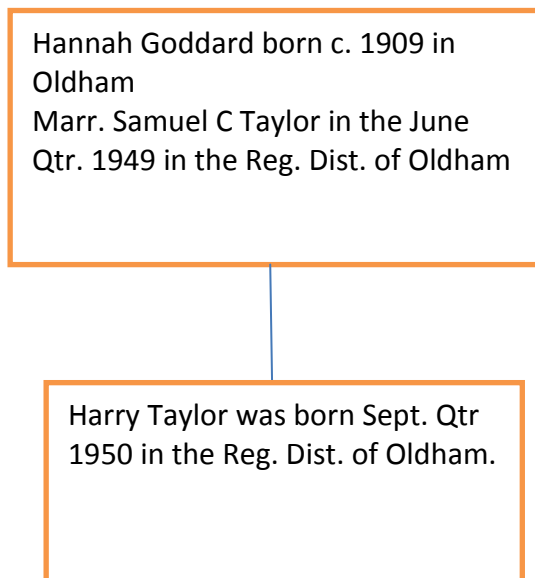 Hannah Goddard born c. 1909 in
Oldham
Marr. Samuel C Taylor in the June
Qtr. 1949 in the Reg. Dist. of Oldham
Harry Taylor was born Sept. Qtr
1950 in the Reg. Dist. of Oldham.